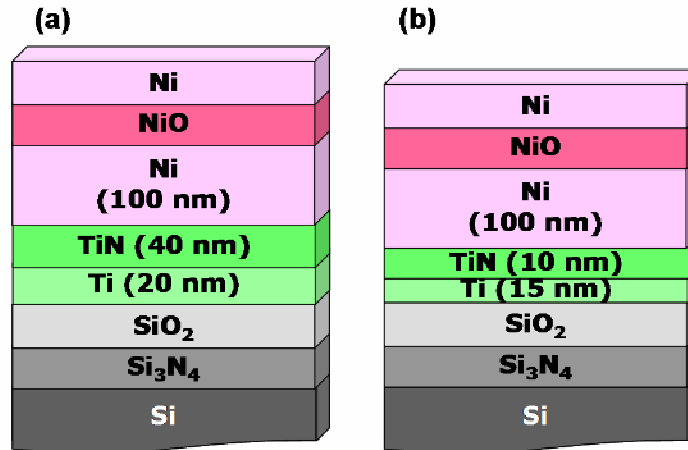 (a)
Ni
NiO
Ni
(100 nm)
TiN (40 nm)
Ti (20 nm)
SiO₂
Si₃N₄
Si
(b)
Ni
NiO
Ni
(100 nm)
TiN (10 nm)
Ti (15 nm)
SiO₂
Si₃N₄
Si